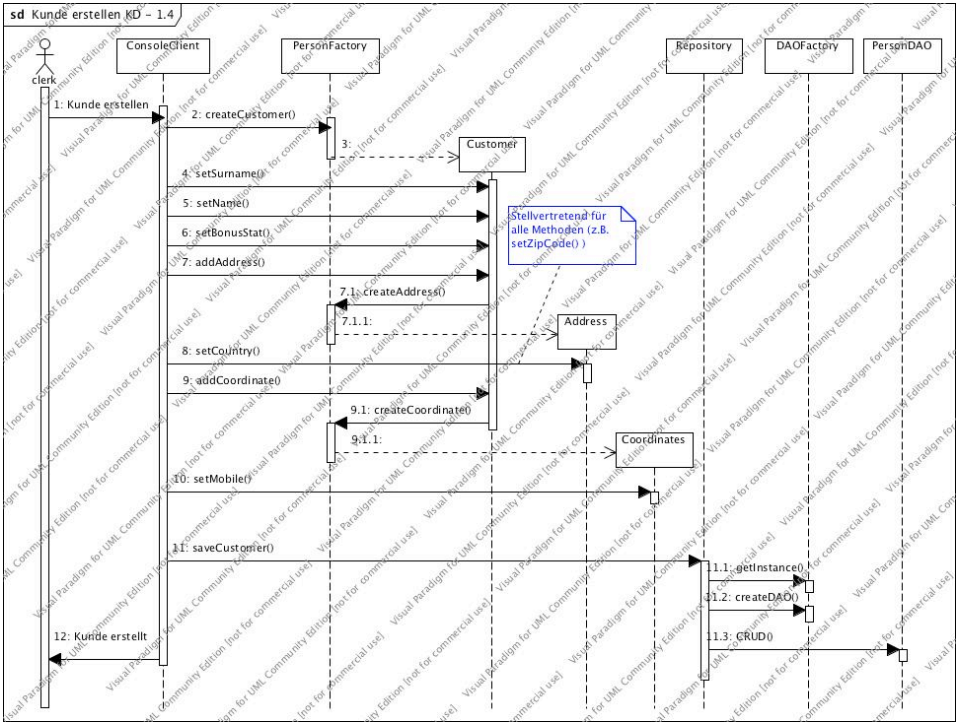 sd Kunde erstellen KD – 1.4
clerk
ConsoleClient
PersonFactory
Repository
DAOFactory
PersonDAO
1: Kunde erstellen
2: createCustomer()
3:
Customer
4: setSurname()
5: setName()
6: setBonusStat()
7: addAddress()
Stellvertretend für
alle Methoden (z.B.
setZipCode() )
7.1: createAddress()
7.1.1:
Address
8: setCountry()
9: addCoordinate()
9.1: createCoordinate()
9.1.1:
Coordinates
10: setMobile()
11: saveCustomer()
11.1: getInstance()
11.2: createDAO()
11.3: CRUD()
12: Kunde erstellt
Visual Paradigm for UML Community Edition [not for commercial use]